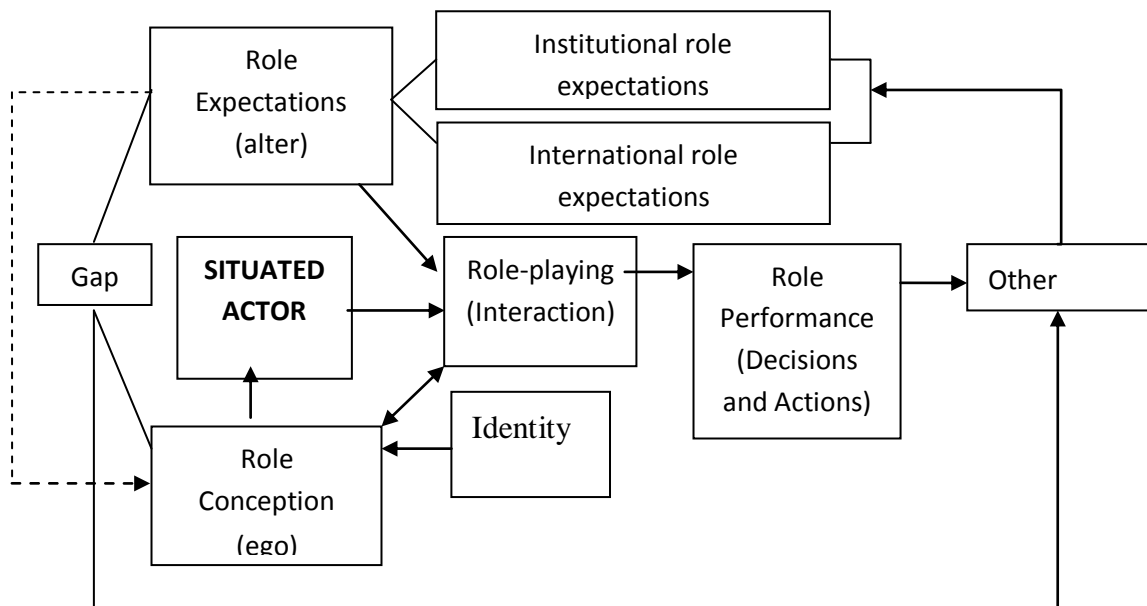 Role
Expectations
(alter)
Institutional role
expectations
International role
expectations
Gap
SITUATED
ACTOR
Role-playing
(Interaction)
Role
Performance
(Decisions
and Actions)
Other
Role
Conception
(ego)
Identity